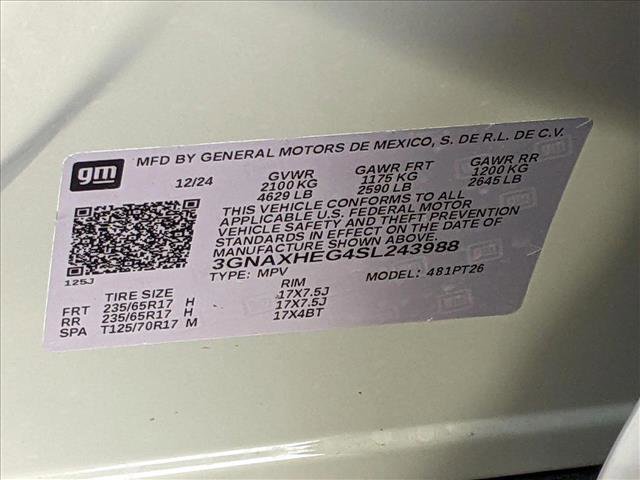 gm MFD BY GENERAL MOTORS DE MEXICO, S. DE R.L. DE C.V.
12/24 GVWR GAWR FRT GAWR RR
2100 KG 1175 KG 1200 KG
4629 LB 2590 LB 2645 LB
THIS VEHICLE CONFORMS TO ALL
APPLICABLE U.S. FEDERAL MOTOR
VEHICLE SAFETY AND THEFT PREVENTION
STANDARDS IN EFFECT ON THE DATE OF
MANUFACTURE SHOWN ABOVE.
3GNAXHEG4SL243988
125J TYPE: MPV MODEL: 481PT26
TIRE SIZE RIM
FRT 235/65R17 H 17X7.5J
RR 235/65R17 H 17X7.5J
SPA T125/70R17 M 17X4BT